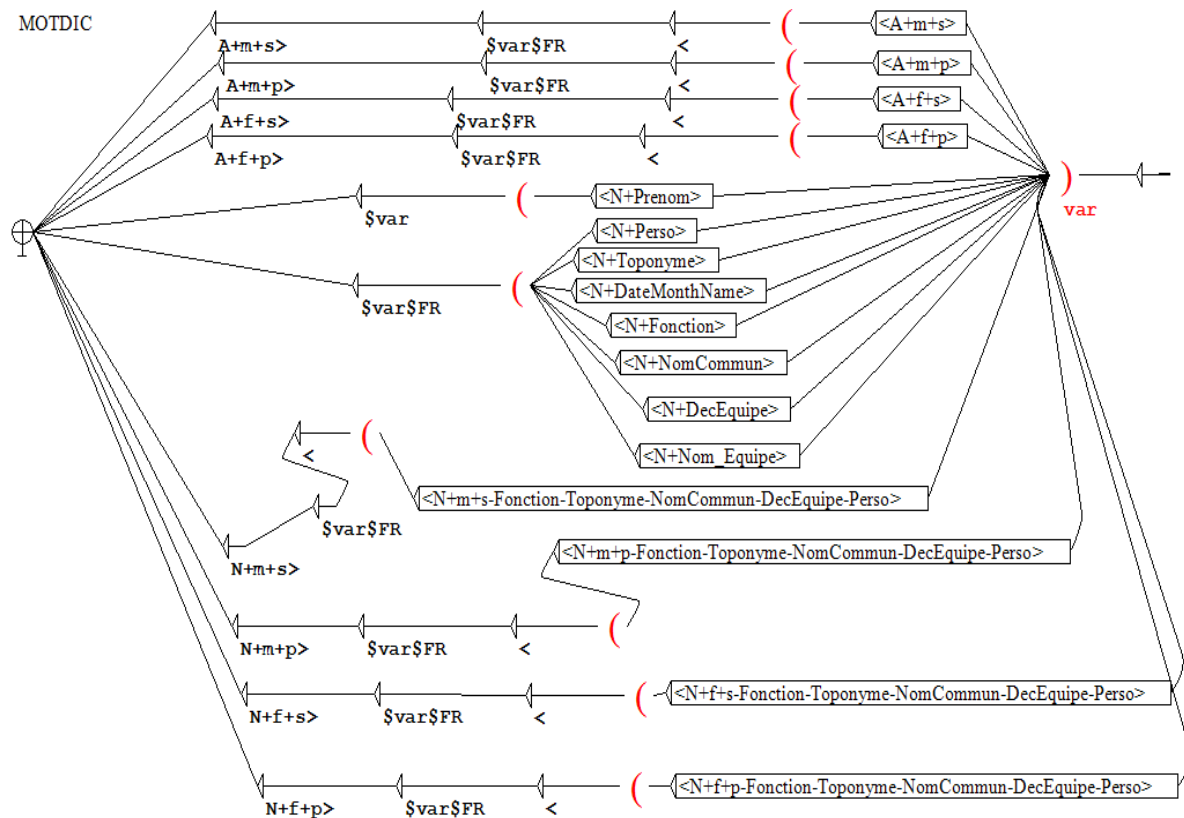 MOTDIC
( <A+m+s>
A+m+s> $var$FR <
( <A+m+p>
A+m+p> $var$FR <
( <A+f+s>
A+f+s> $var$FR <
( <A+f+p>
A+f+p> $var$FR <
)
( <N+Prenom>
$var var
<N+Perso>
<N+Toponyme>
( <N+DateMonthName>
$var$FR
<N+Fonction>
<N+NomCommun>
<N+DecEquipe>
(
<N+Nom_Equipe>
<
<N+m+s-Fonction-Toponyme-NomCommun-DecEquipe-Perso>
$var$FR
<N+m+p-Fonction-Toponyme-NomCommun-DecEquipe-Perso>
N+m+s>
(
N+m+p> $var$FR <
( <N+f+s-Fonction-Toponyme-NomCommun-DecEquipe-Perso>
N+f+s> $var$FR <
( <N+f+p-Fonction-Toponyme-NomCommun-DecEquipe-Perso>
N+f+p> $var$FR <